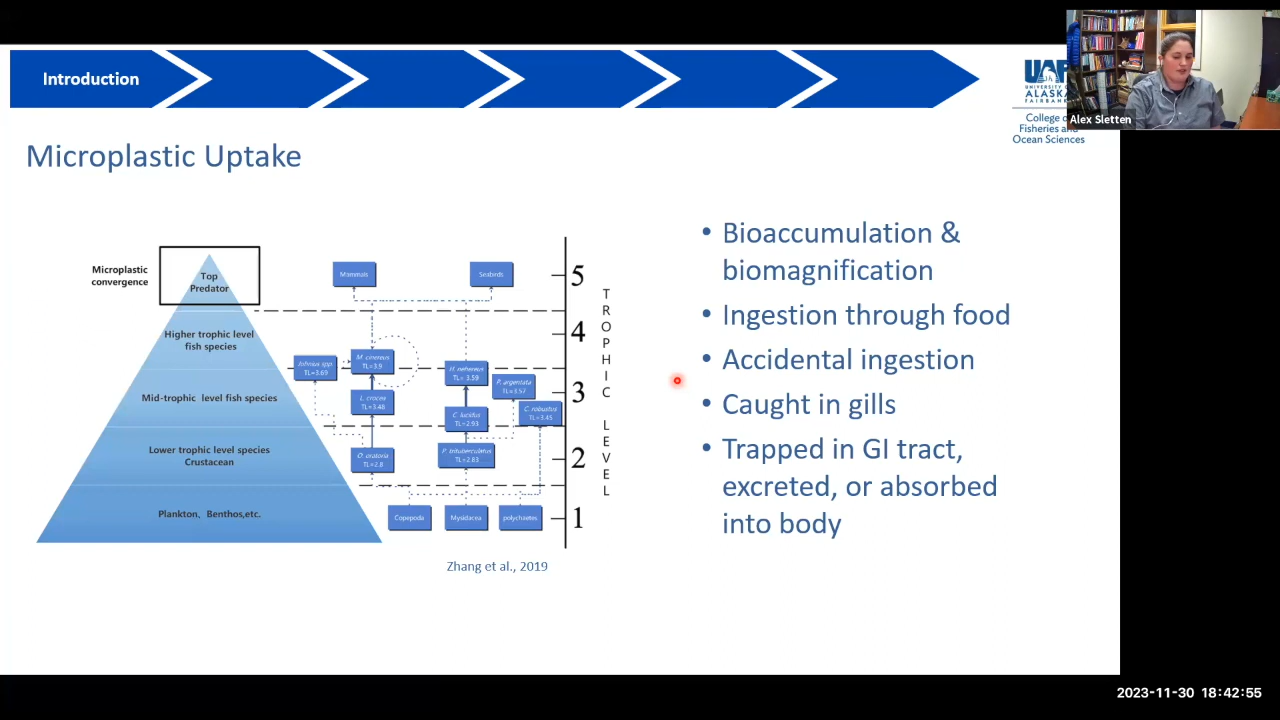 Introduction
UAF
UNIVERSITY OF
ALASKA
FAIRBANKS
College of
Fisheries and
Ocean Sciences
Alex Sletten
Microplastic Uptake
Microplastic
convergence
Top
Predator
Higher trophic level
fish species
Mid-trophic level fish species
Lower trophic level species
Crustacean
Plankton、Benthos,etc.
Mammals
Seabirds
Johnius spp.
TL=3.69
M. cinereus
TL=3.9
L. crocea
TL=3.48
O. oratoria
TL=2.8
H. nehereus
TL= 3.59
P. argentata
TL=3.57
C. robustus
TL=3.45
C. lucidus
TL=2.93
P. trituberculatus
TL=2.83
Copepoda
Mysidacea
polychaetes
5
4
3
2
1
TROPHIC LEVEL
Zhang et al., 2019
• Bioaccumulation &
biomagnification
• Ingestion through food
• Accidental ingestion
• Caught in gills
• Trapped in GI tract,
excreted, or absorbed
into body
2023-11-30 18:42:55